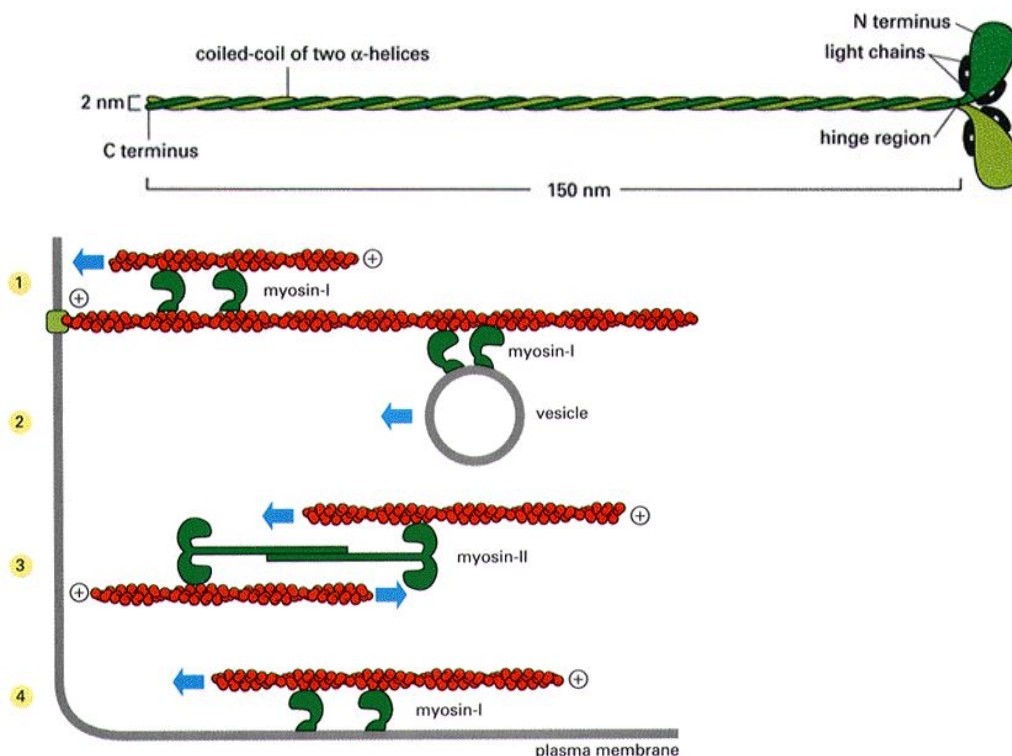 N terminus
coiled-coil of two α-helices
light chains
2 nm
C terminus
hinge region
150 nm
+
1
myosin-I
+
myosin-I
2
vesicle
+
3
myosin-II
+
4
+
myosin-I
plasma membrane